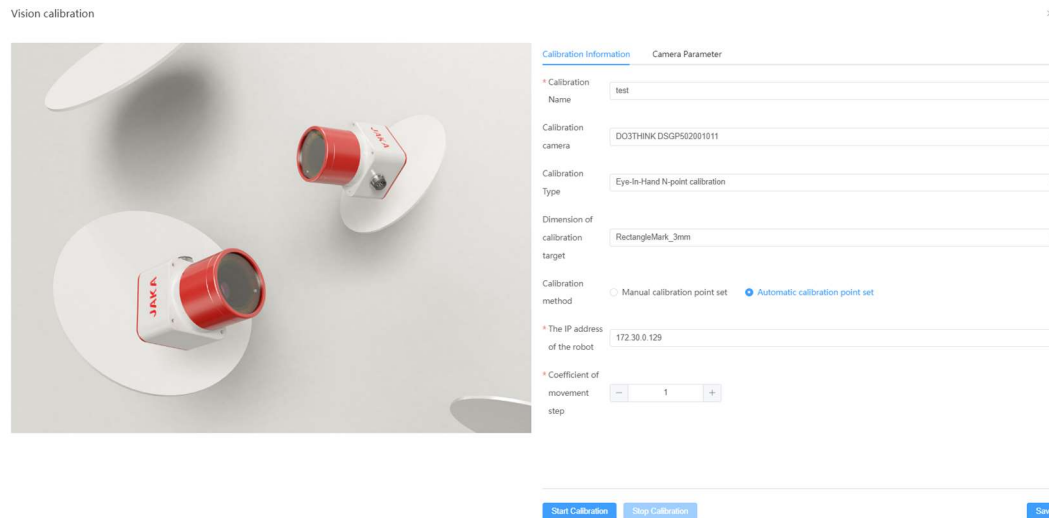 Vision calibration
Calibration Information
Camera Parameter
* Calibration
Name
test
Calibration
camera
DO3THINK DSGP502001011
Calibration
Type
Eye-In-Hand N-point calibration
Dimension of
calibration
target
RectangleMark_3mm
Calibration
method
Manual calibration point set
Automatic calibration point set
* The IP address
of the robot
172.30.0.129
* Coefficient of
movement
step
− 1 +
Start Calibration
Stop Calibration
JAKA
JAKA